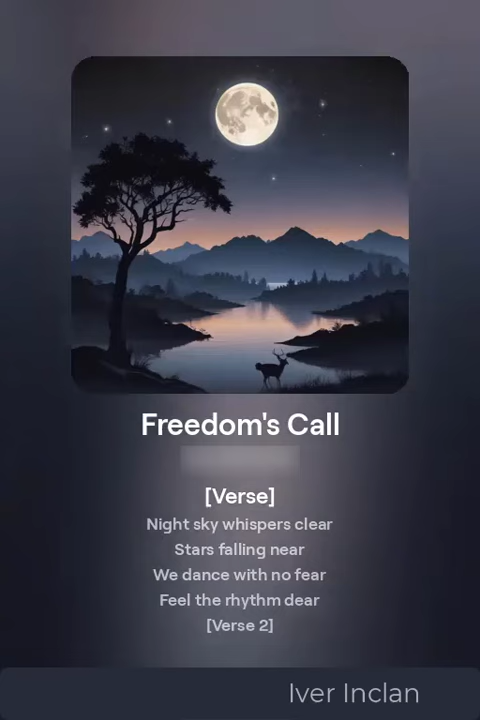 Freedom's Call
[Verse]
Night sky whispers clear
Stars falling near
We dance with no fear
Feel the rhythm dear
[Verse 2]
Iver Inclan